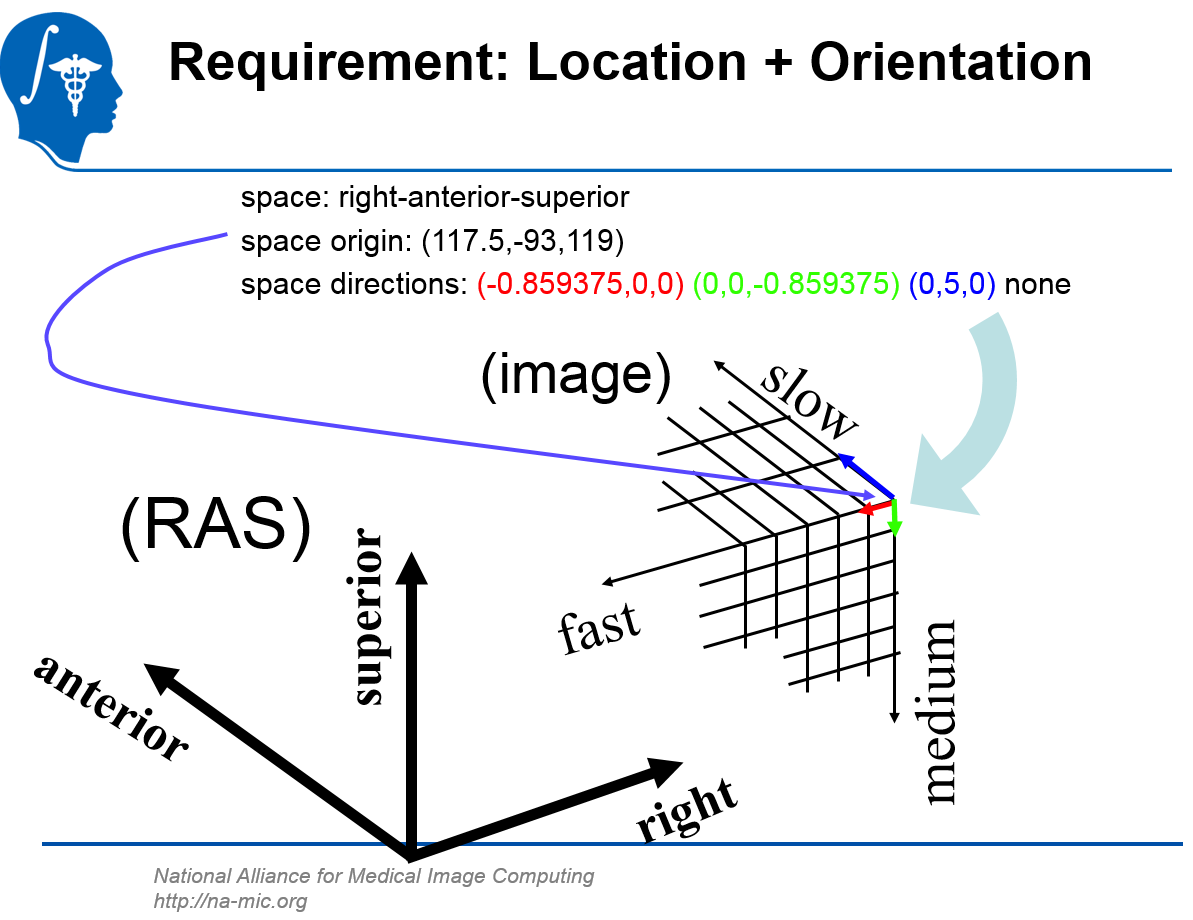 Requirement: Location + Orientation
space: right-anterior-superior
space origin: (117.5,-93,119)
space directions: (-0.859375,0,0) (0,0,-0.859375) (0,5,0) none
(image)
slow
(RAS)
superior
fast
anterior
medium
right
National Alliance for Medical Image Computing
http://na-mic.org